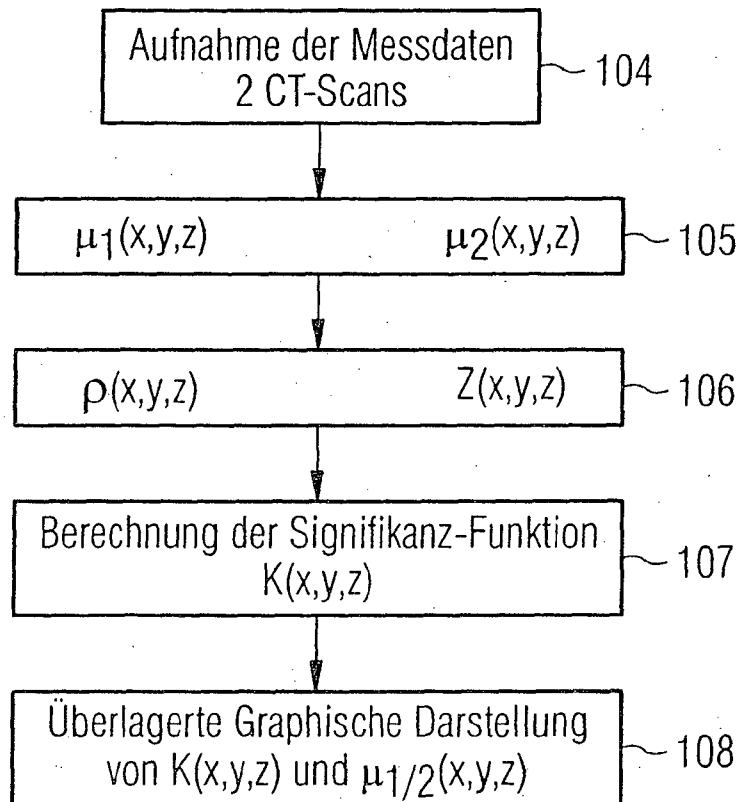 Aufnahme der Messdaten
2 CT-Scans
104
μ1(x,y,z) μ2(x,y,z)
105
ρ(x,y,z) Z(x,y,z)
106
Berechnung der Signifikanz-Funktion
K(x,y,z)
107
Überlagerte Graphische Darstellung
von K(x,y,z) und μ1/2(x,y,z)
108